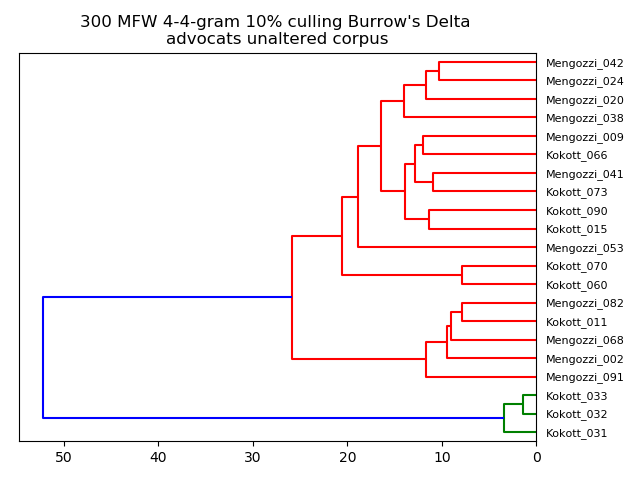 300 MFW 4-4-gram 10% culling Burrow's Delta
advocats unaltered corpus
Mengozzi_042
Mengozzi_024
Mengozzi_020
Mengozzi_038
Mengozzi_009
Kokott_066
Mengozzi_041
Kokott_073
Kokott_090
Kokott_015
Mengozzi_053
Kokott_070
Kokott_060
Mengozzi_082
Kokott_011
Mengozzi_068
Mengozzi_002
Mengozzi_091
Kokott_033
Kokott_032
Kokott_031
50 40 30 20 10 0